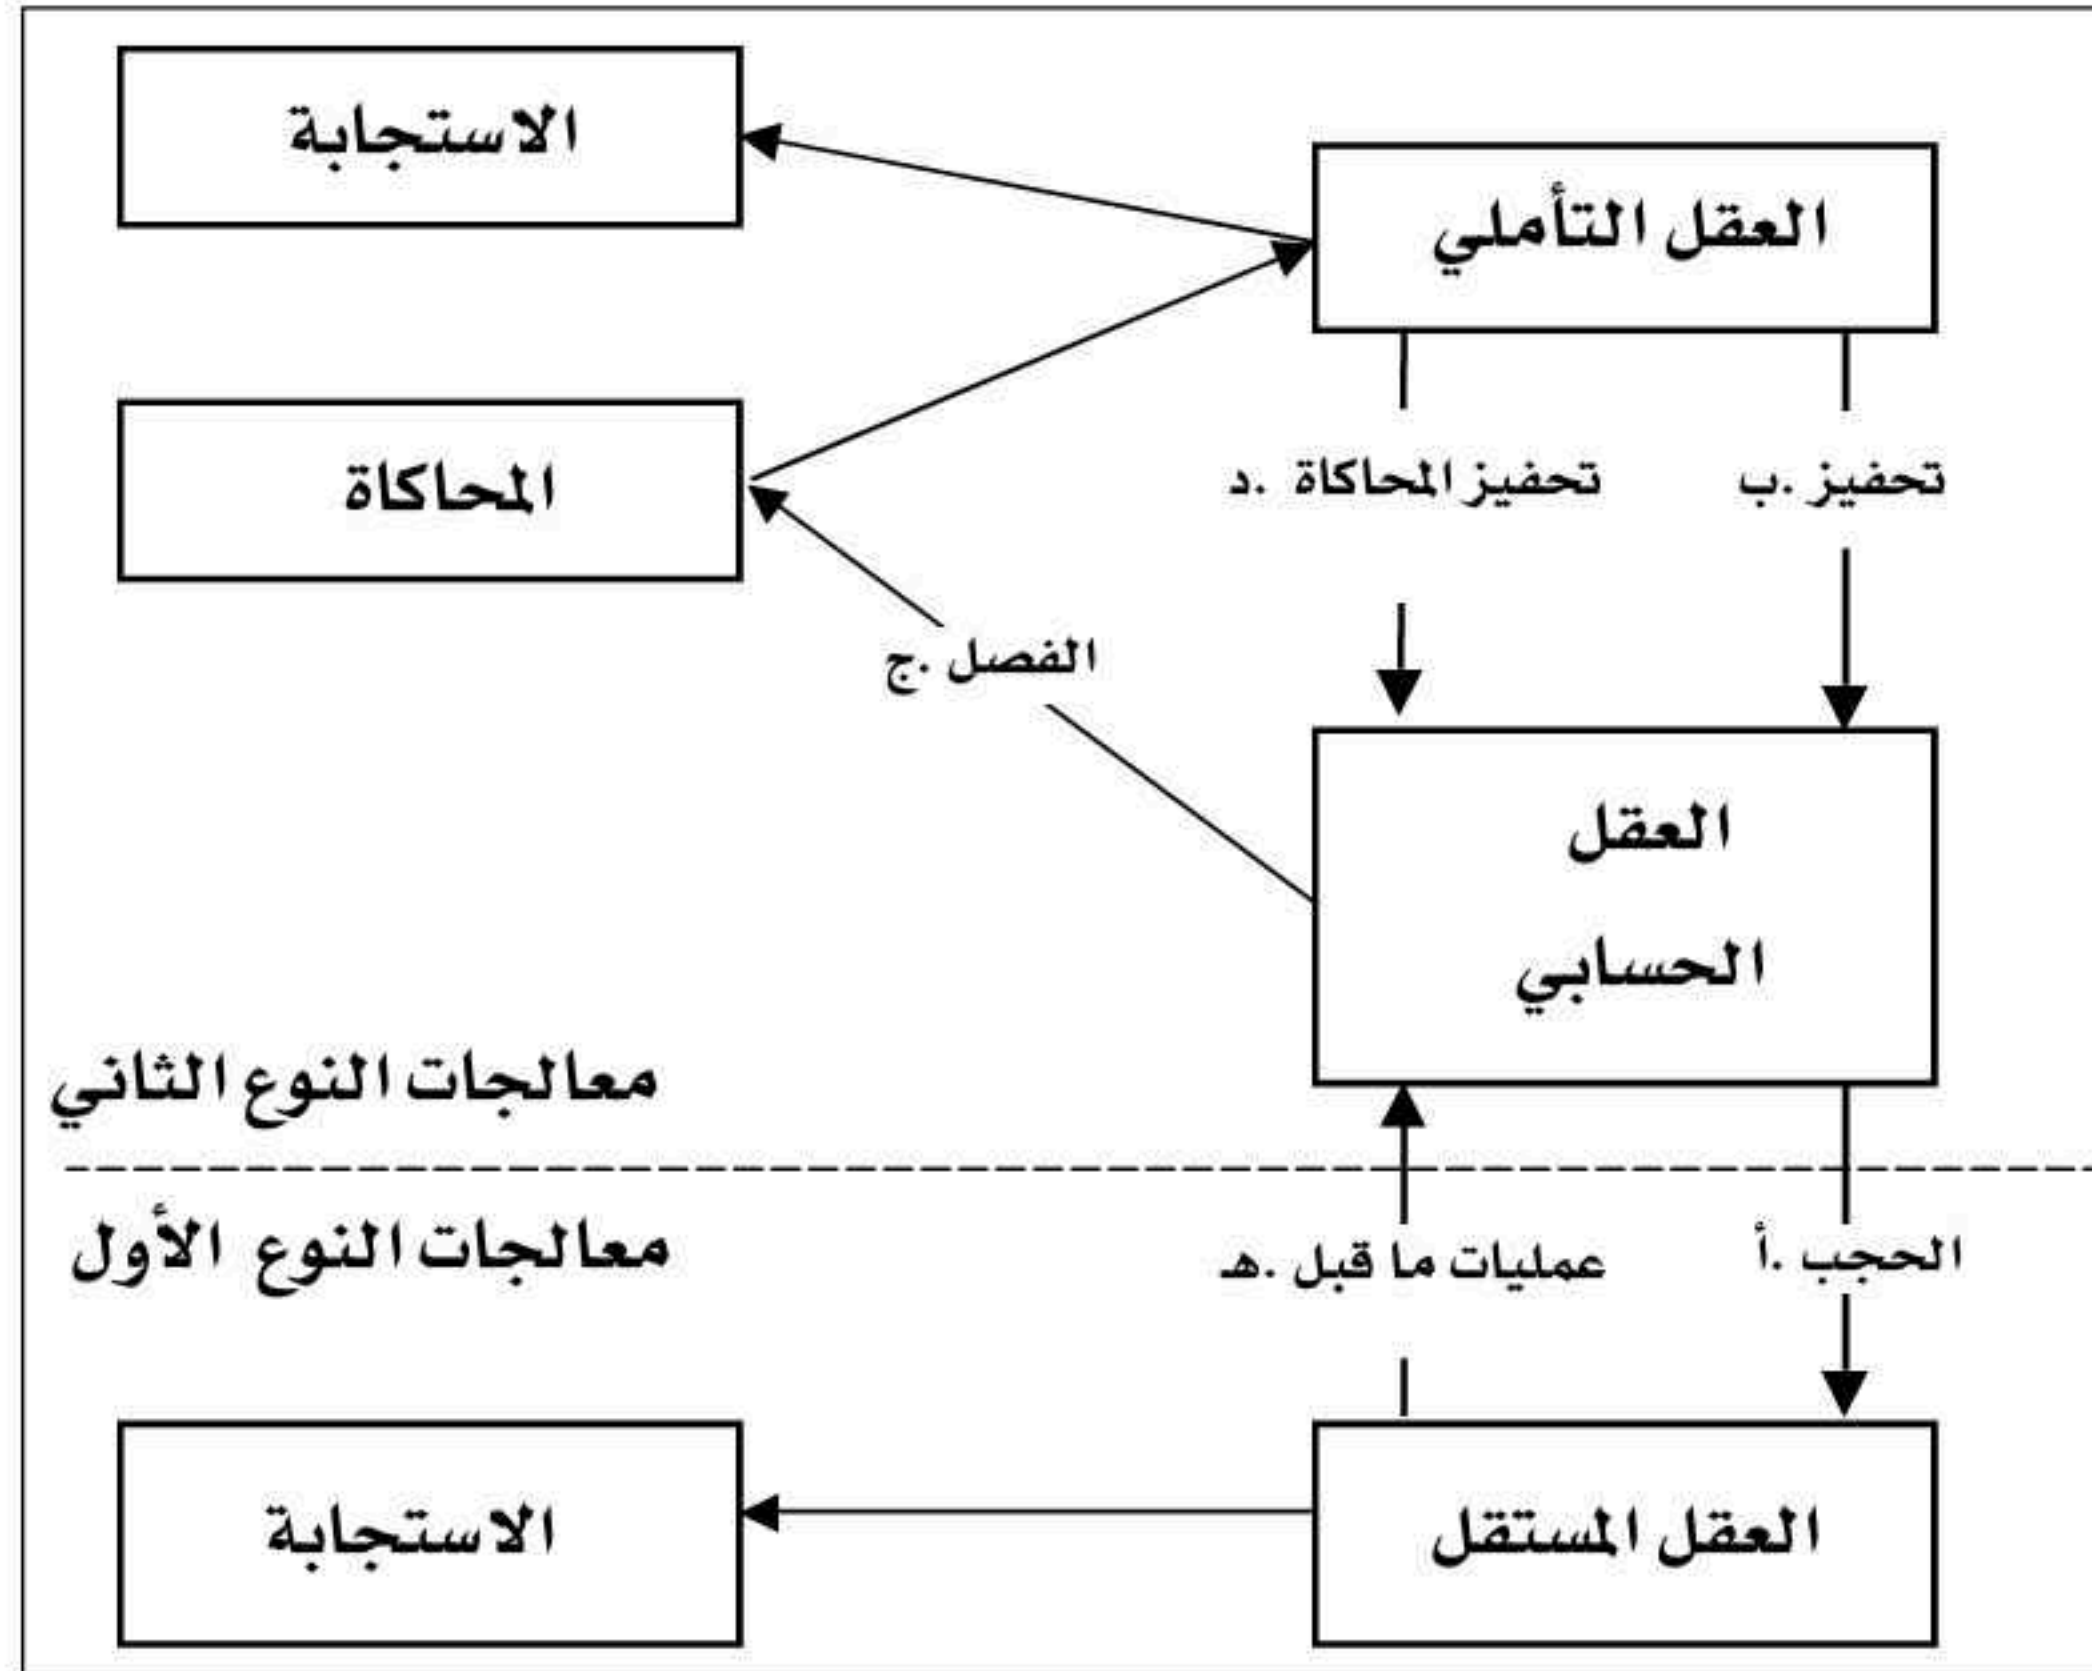 الاستجابة
العقل التأملي
تحفيز .ب
تحفيز المحاكاة .د
المحاكاة
الفصل .ج
العقل
الحسابي
معالجات النوع الثاني
معالجات النوع الأول
الحجب .أ
عمليات ما قبل .هـ
العقل المستقل
الاستجابة